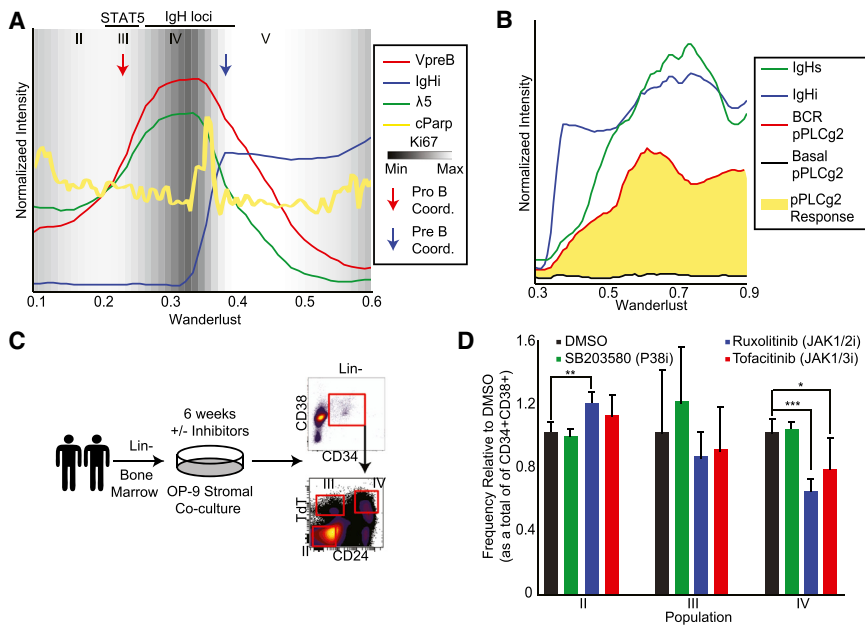 A
STAT5
IgH loci
II
III
IV
V
Normalized Intensity
0.1
0.2
0.3
0.4
0.5
0.6
Wanderlust
VpreB
IgHi
λ5
cParp
Ki67
Min
Max
Pro B
Coord.
Pre B
Coord.
B
Normalizaed Intensity
0.3
0.5
0.7
0.9
Wanderlust
IgHs
IgHi
BCR
pPLCg2
Basal
pPLCg2
pPLCg2
Response
C
Lin-
Bone
Marrow
6 weeks
+/- Inhibitors
OP-9 Stromal
Co-culture
Lin-
CD38
CD34
III
IV
TdT
II
CD24
D
DMSO
SB203580 (P38i)
Ruxolitinib (JAK1/2i)
Tofacitinib (JAK1/3i)
Frequency Relative to DMSO
(as a total of of CD34+CD38+)
1.6
1.2
0.8
0.4
0
**
*
***
II
III
IV
Population